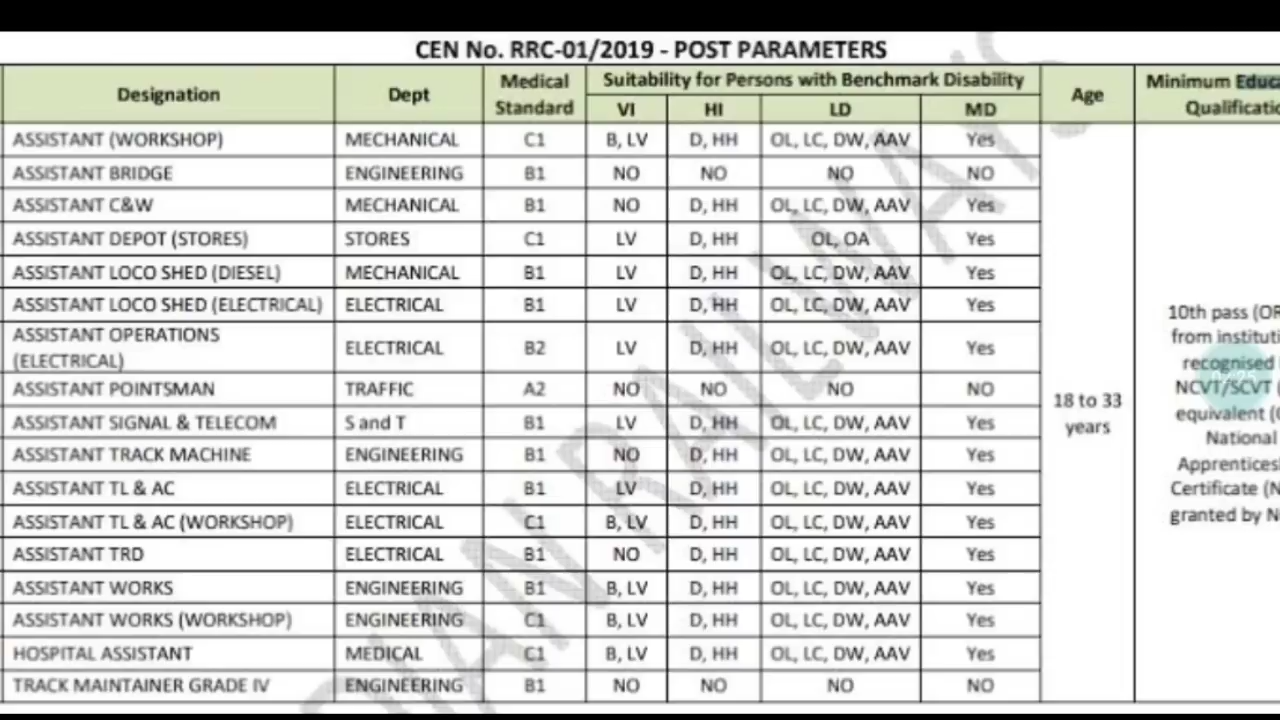 CEN No. RRC-01/2019 - POST PARAMETERS
Designation Dept Medical Standard Suitability for Persons with Benchmark Disability Age Minimum Educa Qualificatio
VI HI LD MD
ASSISTANT (WORKSHOP) MECHANICAL C1 B, LV D, HH OL, LC, DW, AAV Yes
ASSISTANT BRIDGE ENGINEERING B1 NO NO NO NO
ASSISTANT C&W MECHANICAL B1 NO D, HH OL, LC, DW, AAV Yes
ASSISTANT DEPOT (STORES) STORES C1 LV D, HH OL, OA Yes
ASSISTANT LOCO SHED (DIESEL) MECHANICAL B1 LV D, HH OL, LC, DW, AAV Yes
ASSISTANT LOCO SHED (ELECTRICAL) ELECTRICAL B1 LV D, HH OL, LC, DW, AAV Yes
ASSISTANT OPERATIONS
(ELECTRICAL) ELECTRICAL B2 LV D, HH OL, LC, DW, AAV Yes
ASSISTANT POINTSMAN TRAFFIC A2 NO NO NO NO
ASSISTANT SIGNAL & TELECOM S and T B1 LV D, HH OL, LC, DW, AAV Yes
ASSISTANT TRACK MACHINE ENGINEERING B1 NO D, HH OL, LC, DW, AAV Yes
ASSISTANT TL & AC ELECTRICAL B1 LV D, HH OL, LC, DW, AAV Yes
ASSISTANT TL & AC (WORKSHOP) ELECTRICAL C1 B, LV D, HH OL, LC, DW, AAV Yes
ASSISTANT TRD ELECTRICAL B1 NO D, HH OL, LC, DW, AAV Yes
ASSISTANT WORKS ENGINEERING B1 B, LV D, HH OL, LC, DW, AAV Yes
ASSISTANT WORKS (WORKSHOP) ENGINEERING C1 B, LV D, HH OL, LC, DW, AAV Yes
HOSPITAL ASSISTANT MEDICAL C1 B, LV D, HH OL, LC, DW, AAV Yes
TRACK MAINTAINER GRADE IV ENGINEERING B1 NO NO NO NO
18 to 33
years
10th pass (OR
from instituti
recognised
NCVT/SCVT
equivalent (
National
Apprentices
Certificate (N
granted by N
DIAN RAILWAYS